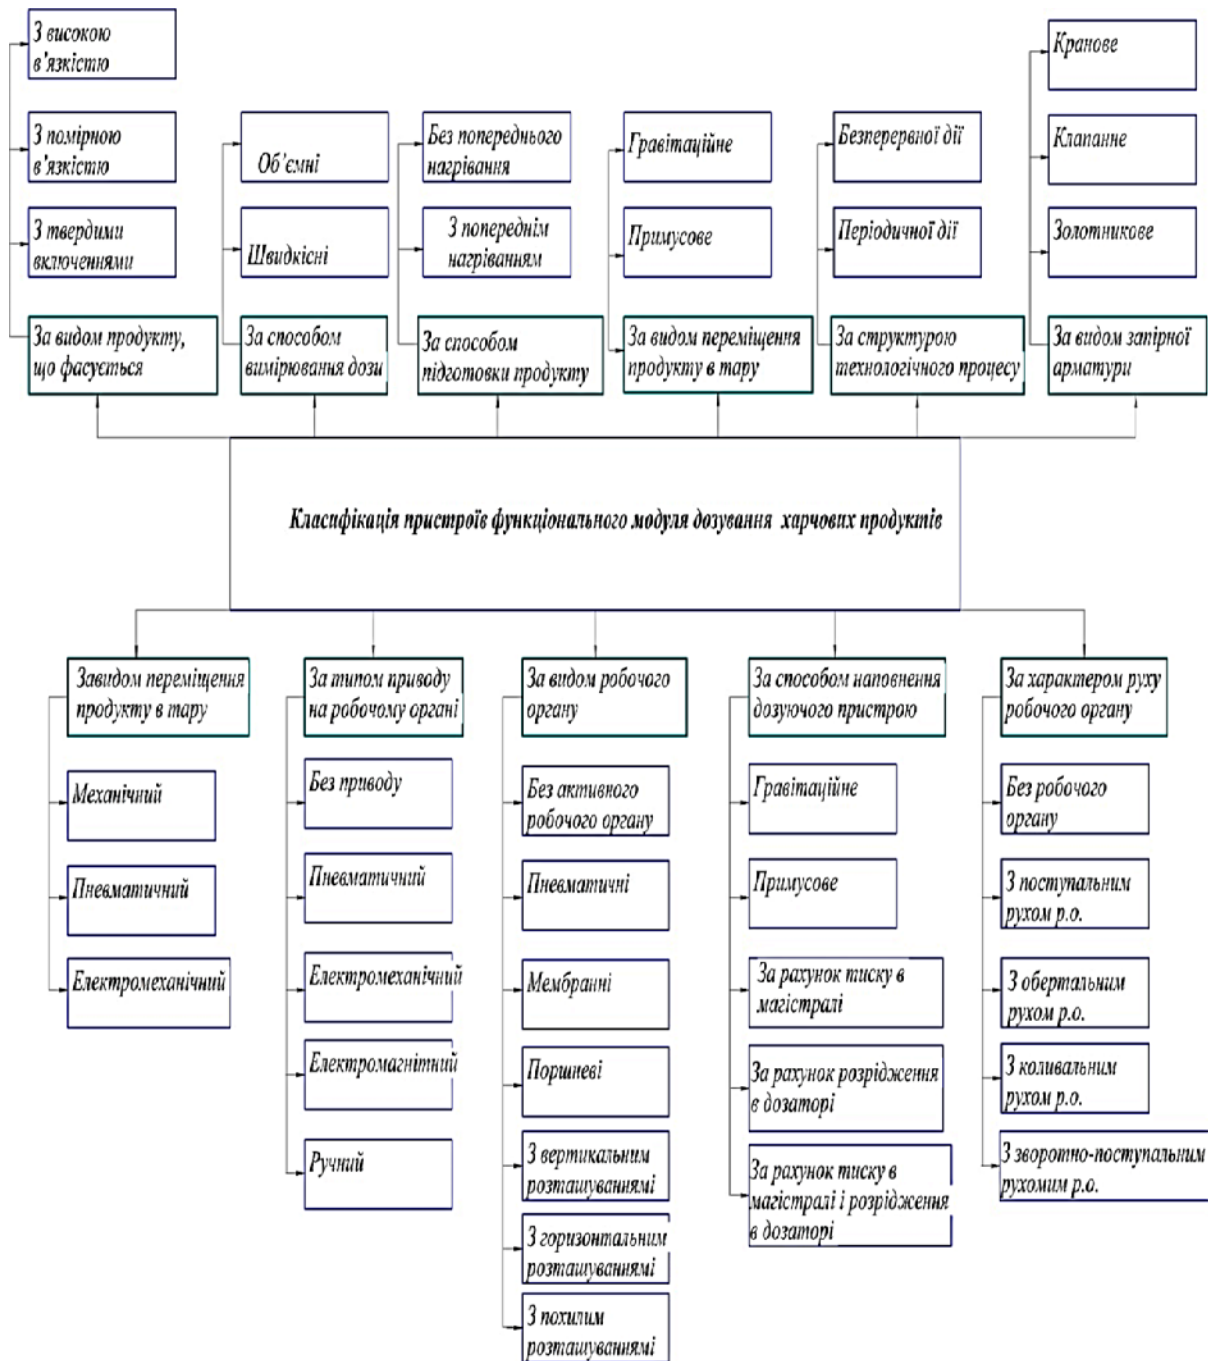 З високою
в'язкістю
З помірною
в'язкістю
З твердими
включеннями
За видом продукту,
що фасується
Об'ємні
Швидкісні
За способом
вимірювання дози
Без попереднього
нагрівання
З попереднім
нагріванням
За способом
підготовки продукту
Гравітаційне
Примусове
За видом переміщення
продукту в тару
Безперервної дії
Періодичної дії
За структурою
технологічного процесу
Кранове
Клапанне
Золотникове
За видом запірної
арматури
Класифікація пристроїв функціонального модуля дозування харчових продуктів
Завидом переміщення
продукту в тару
Механічний
Пневматичний
Електромеханічний
За типом приводу
на робочому органі
Без приводу
Пневматичний
Електромеханічний
Електромагнітний
Ручний
За видом робочого
органу
Без активного
робочого органу
Пневматичні
Мембранні
Поршневі
З вертикальним
розташуваннямі
З горизонтальним
розташуваннямі
З похилим
розташуваннямі
За способом наповнення
дозуючого пристрою
Гравітаційне
Примусове
За рахунок тиску в
магістралі
За рахунок розрідження
в дозаторі
За рахунок тиску в
магістралі і розрідження
в дозаторі
За характером руху
робочого органу
Без робочого
органу
З поступальним
рухом р.о.
З обертальним
рухом р.о.
З коливальним
рухом р.о.
З зворотно-поступальним
рухомим р.о.